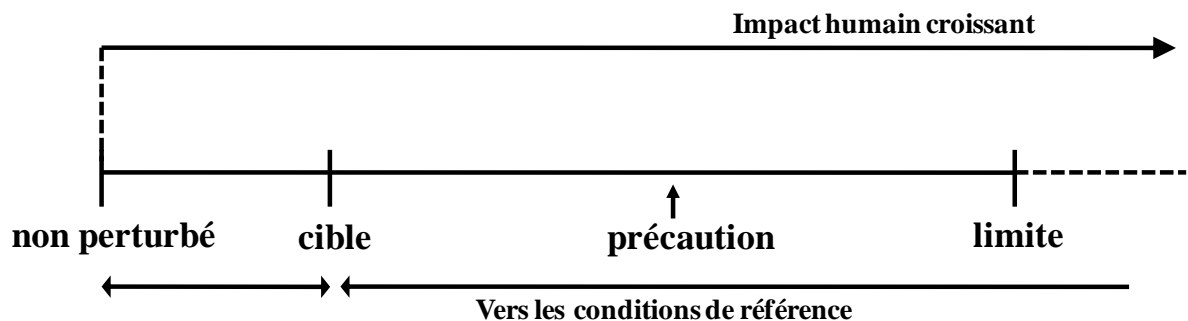 Impact humain croissant
non perturbé cible précaution limite
Vers les conditions de référence